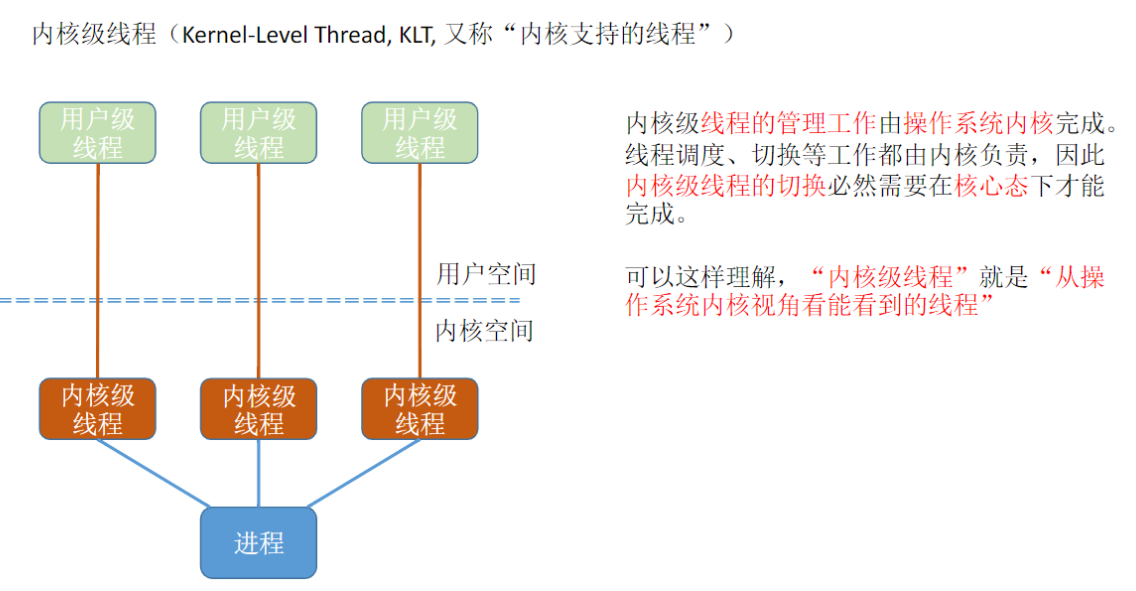 内核级线程（Kernel-Level Thread, KLT, 又称“内核支持的线程”）
用户级
线程
用户级
线程
用户级
线程
用户空间
内核空间
内核级
线程
内核级
线程
内核级
线程
进程
内核级线程的管理工作由操作系统内核完成。
线程调度、切换等工作都由内核负责，因此
内核级线程的切换必然需要在核心态下才能
完成。
可以这样理解，“内核级线程”就是“从操
作系统内核视角看能看到的线程”